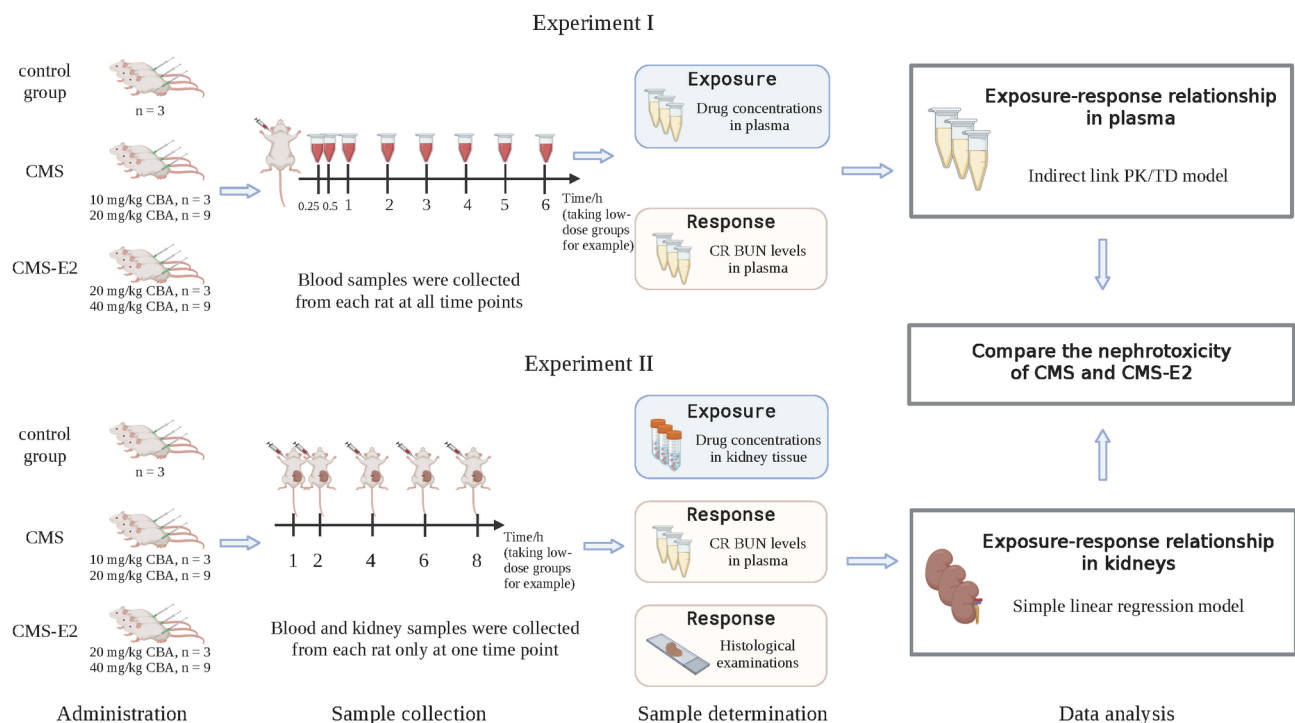 Experiment I
control
group
n = 3
CMS
10 mg/kg CBA, n = 3
20 mg/kg CBA, n = 9
CMS-E2
20 mg/kg CBA, n = 3
40 mg/kg CBA, n = 9
0.25 0.5 1 2 3 4 5 6
Time/h
(taking low-
dose groups
for example)
Blood samples were collected
from each rat at all time points
Exposure
Drug concentrations
in plasma
Response
CR BUN levels
in plasma
Exposure-response relationship
in plasma
Indirect link PK/TD model
Compare the nephrotoxicity
of CMS and CMS-E2
Experiment II
control
group
n = 3
CMS
10 mg/kg CBA, n = 3
20 mg/kg CBA, n = 9
CMS-E2
20 mg/kg CBA, n = 3
40 mg/kg CBA, n = 9
1 2 4 6 8
Time/h
(taking low-
dose groups
for example)
Blood and kidney samples were collected
from each rat only at one time point
Exposure
Drug concentrations
in kidney tissue
Response
CR BUN levels
in plasma
Response
Histological
examinations
Exposure-response relationship
in kidneys
Simple linear regression model
Administration
Sample collection
Sample determination
Data analysis